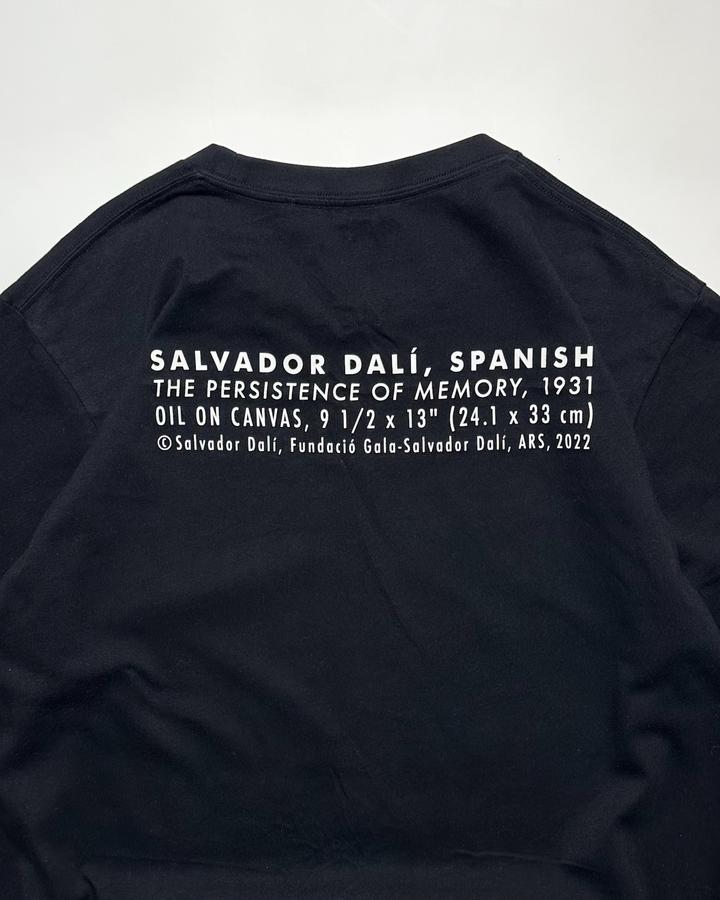 SALVADOR DALÍ, SPANISH
THE PERSISTENCE OF MEMORY, 1931
OIL ON CANVAS, 9 1/2 x 13" (24.1 x 33 cm)
©Salvador Dalí, Fundació Gala-Salvador Dalí, ARS, 2022